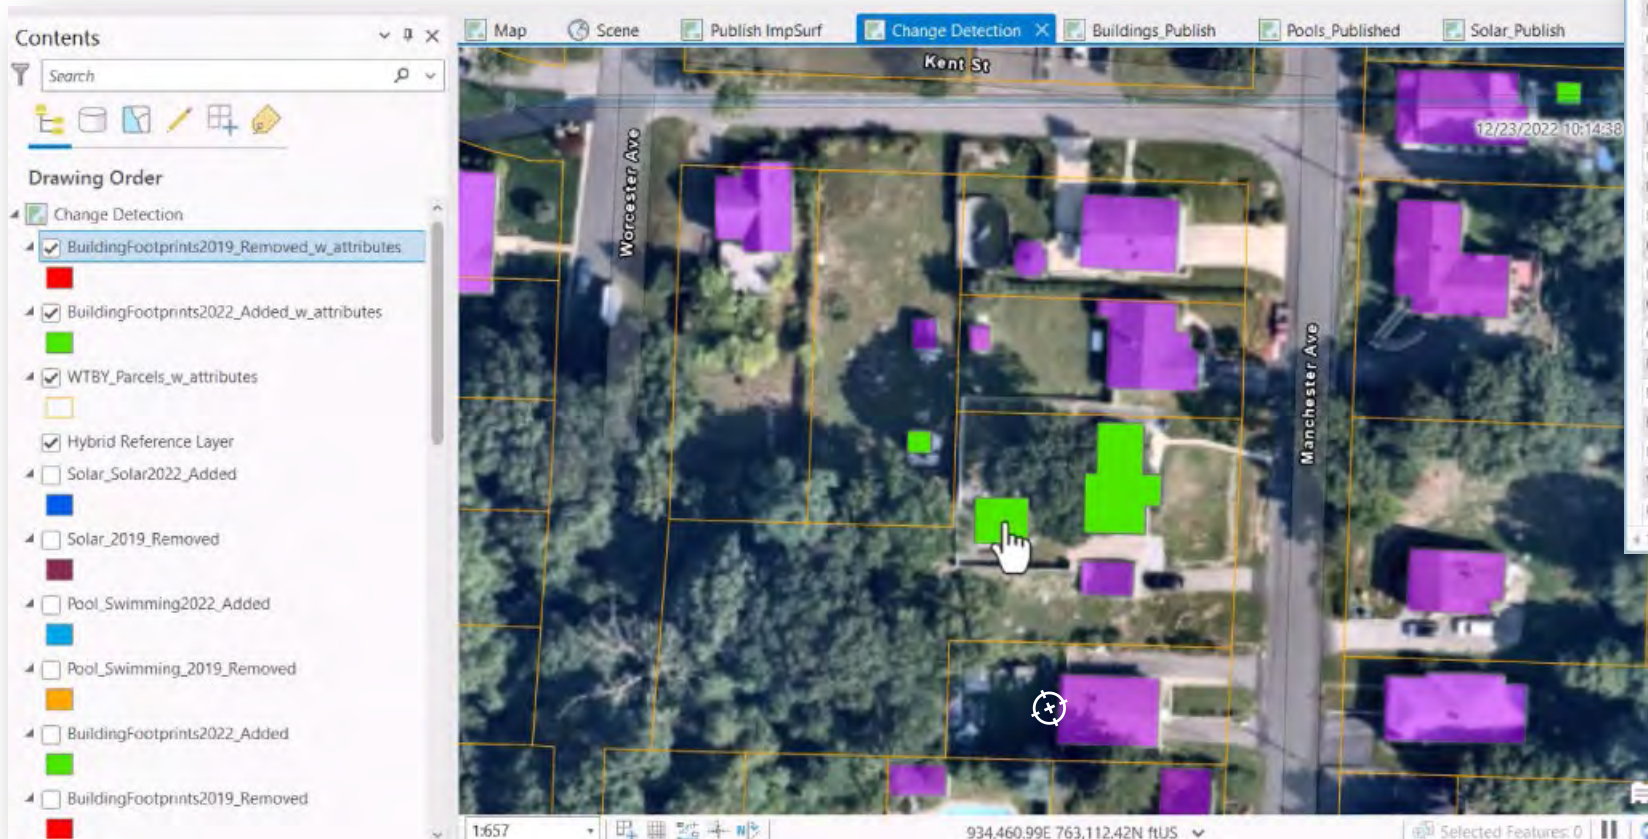 Contents
Search
Drawing Order
Change Detection
BuildingFootprints2019_Removed_w_attributes
BuildingFootprints2022_Added_w_attributes
WTBY_Parcels_w_attributes
Hybrid Reference Layer
Solar_Solar2022_Added
Solar_2019_Removed
Pool_Swimming2022_Added
Pool_Swimming_2019_Removed
BuildingFootprints2022_Added
BuildingFootprints2019_Removed
Map Scene Publish ImpSurf Change Detection Buildings_Publish Pools_Published Solar_Publish
Kent St
12/23/2022 10:14:38
Worcester Ave
Manchester Ave
1:657
934,460.99E 763,112.42N ftUS
Selected Features: 0